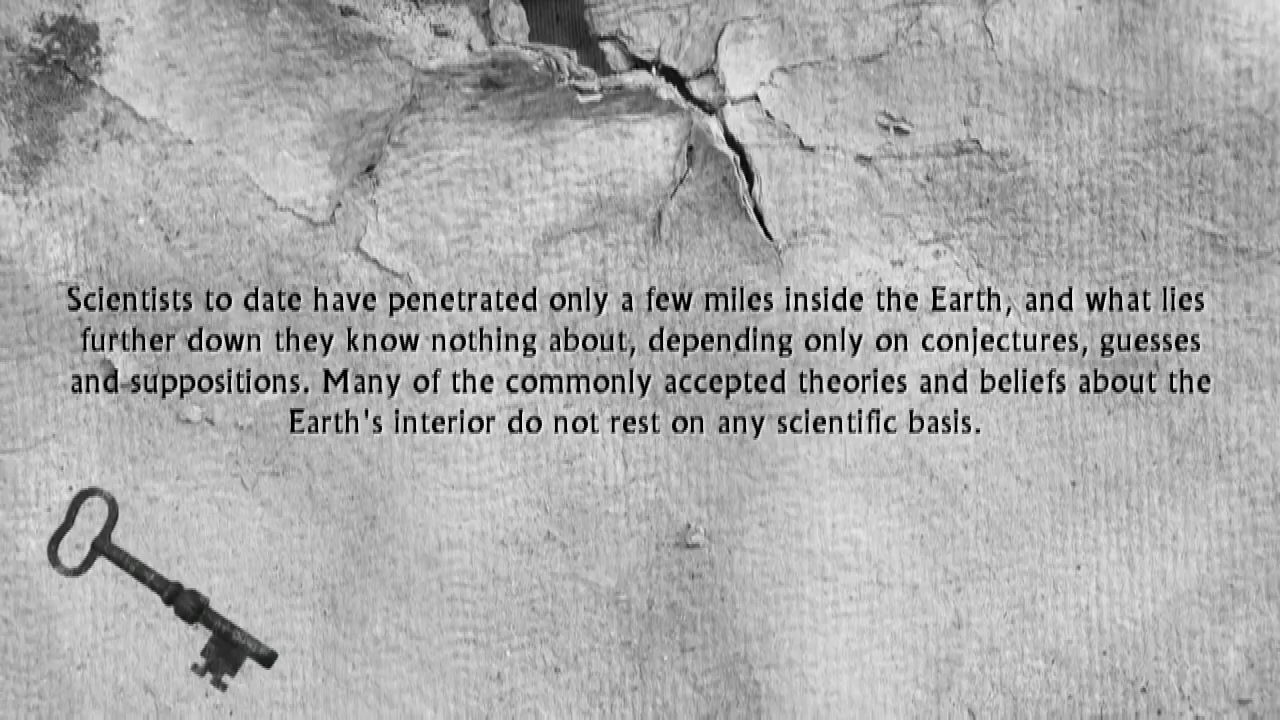 Scientists to date have penetrated only a few miles inside the Earth, and what lies
further down they know nothing about, depending only on conjectures, guesses
and suppositions. Many of the commonly accepted theories and beliefs about the
Earth's interior do not rest on any scientific basis.